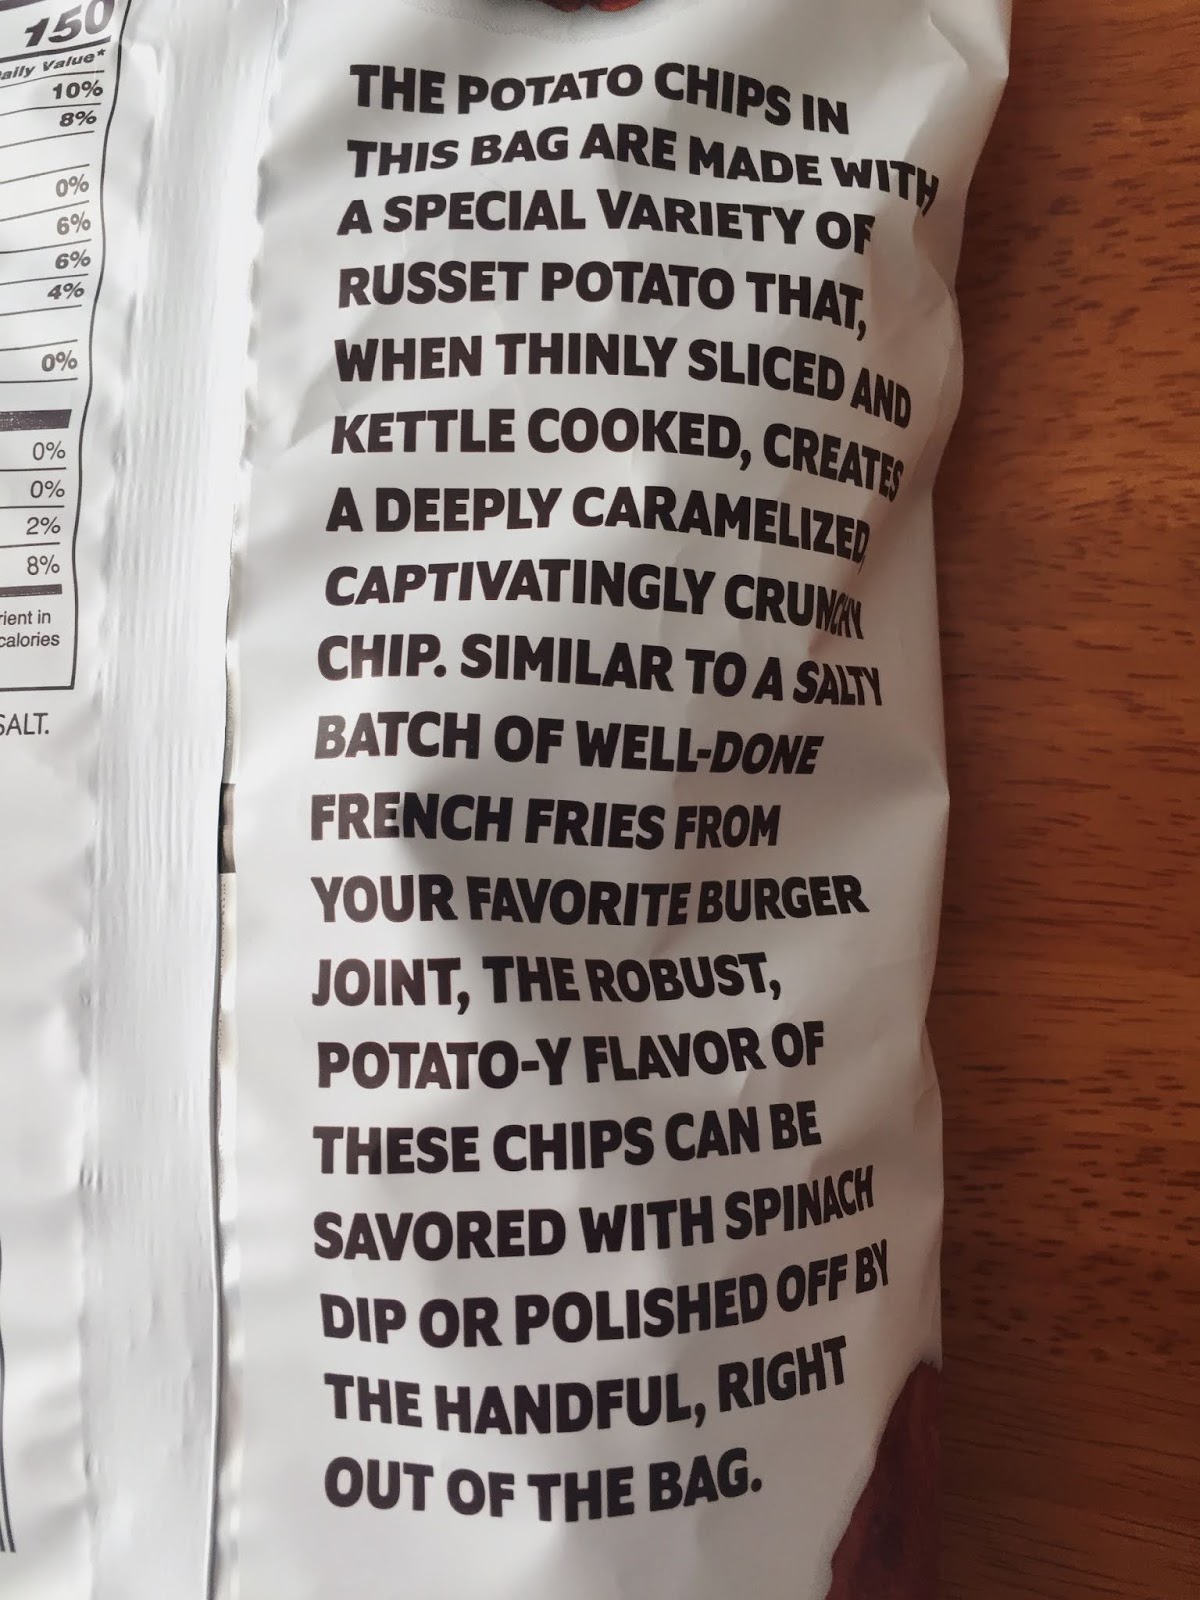 150
aily Value*
10%
8%
0%
6%
6%
4%
0%
0%
0%
2%
8%
rient in
calories
SALT.
THE POTATO CHIPS IN
THIS BAG ARE MADE WITH
A SPECIAL VARIETY OF
RUSSET POTATO THAT,
WHEN THINLY SLICED AND
KETTLE COOKED, CREATES
A DEEPLY CARAMELIZED,
CAPTIVATINGLY CRUNCHY
CHIP. SIMILAR TO A SALTY
BATCH OF WELL-DONE
FRENCH FRIES FROM
YOUR FAVORITE BURGER
JOINT, THE ROBUST,
POTATO-Y FLAVOR OF
THESE CHIPS CAN BE
SAVORED WITH SPINACH
DIP OR POLISHED OFF BY
THE HANDFUL, RIGHT
OUT OF THE BAG.